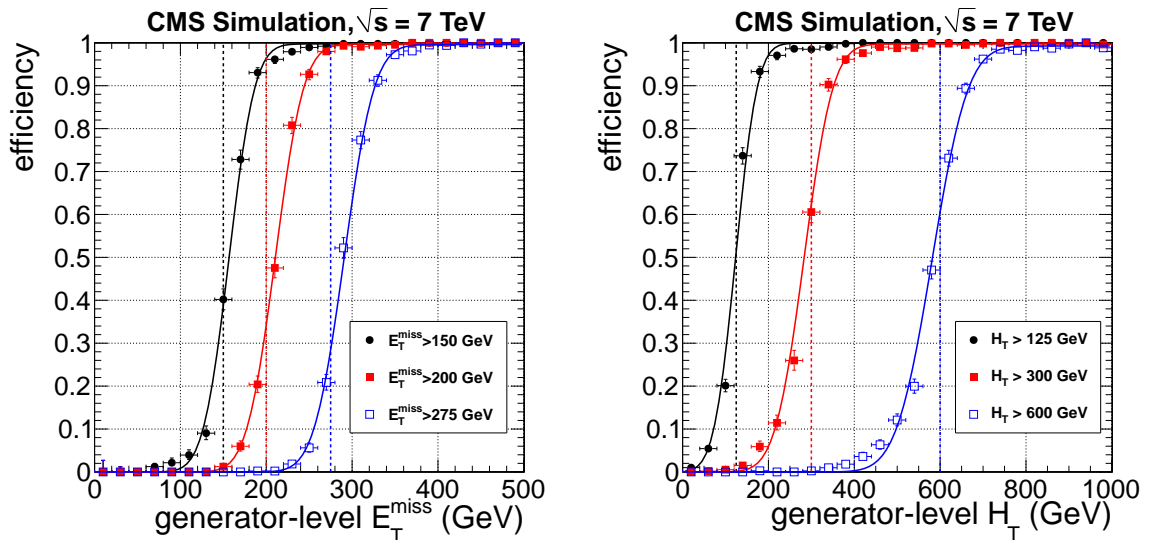 CMS Simulation, √s = 7 TeV
efficiency
1
0.9
0.8
0.7
0.6
0.5
0.4
0.3
0.2
0.1
0
E_T^miss>150 GeV
E_T^miss>200 GeV
E_T^miss>275 GeV
0 100 200 300 400 500
generator-level E_T^miss (GeV)
CMS Simulation, √s = 7 TeV
efficiency
1
0.9
0.8
0.7
0.6
0.5
0.4
0.3
0.2
0.1
0
H_T > 125 GeV
H_T > 300 GeV
H_T > 600 GeV
0 200 400 600 800 1000
generator-level H_T (GeV)